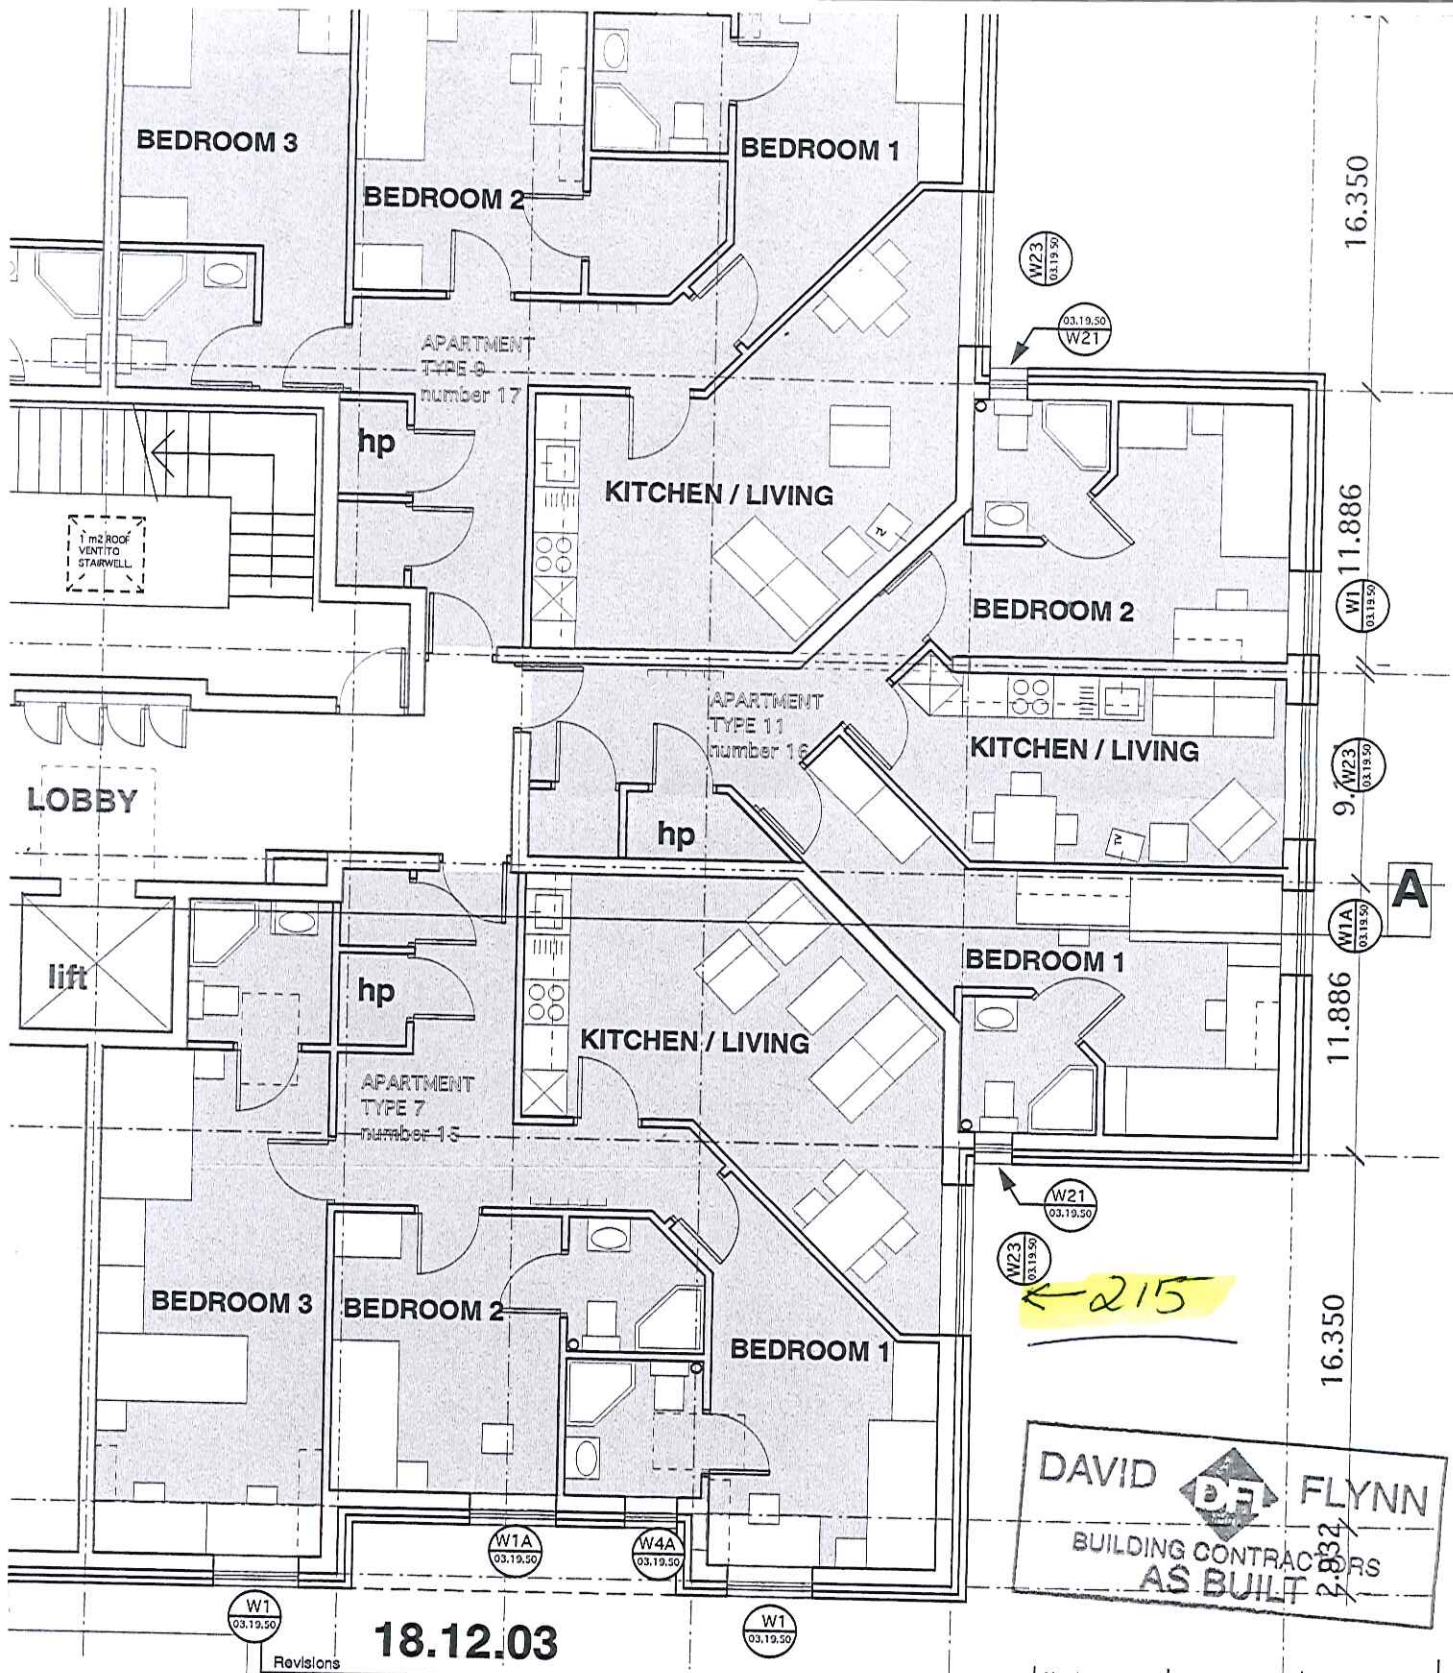 BEDROOM 3
BEDROOM 1
BEDROOM 2
16.350
W23
03.19.50
03.19.50
W21
APARTMENT
TYPE 9
number 17
hp
KITCHEN / LIVING
TV
1 m2 ROOF
VENT TO
STAIRWELL
11.886
W1
03.19.50
BEDROOM 2
APARTMENT
TYPE 11
number 16
KITCHEN / LIVING
TV
W23
03.19.50
LOBBY
hp
A
W1A
03.19.50
BEDROOM 1
lift
hp
KITCHEN / LIVING
11.886
APARTMENT
TYPE 7
number 15
W21
03.19.50
W23
03.19.50
←215
BEDROOM 3
BEDROOM 2
BEDROOM 1
16.350
DAVID DFL FLYNN
BUILDING CONTRACTORS
AS BUILT
2.932
W1A
03.19.50
W4A
03.19.50
W1
03.19.50
W1
03.19.50
18.12.03
Revisions